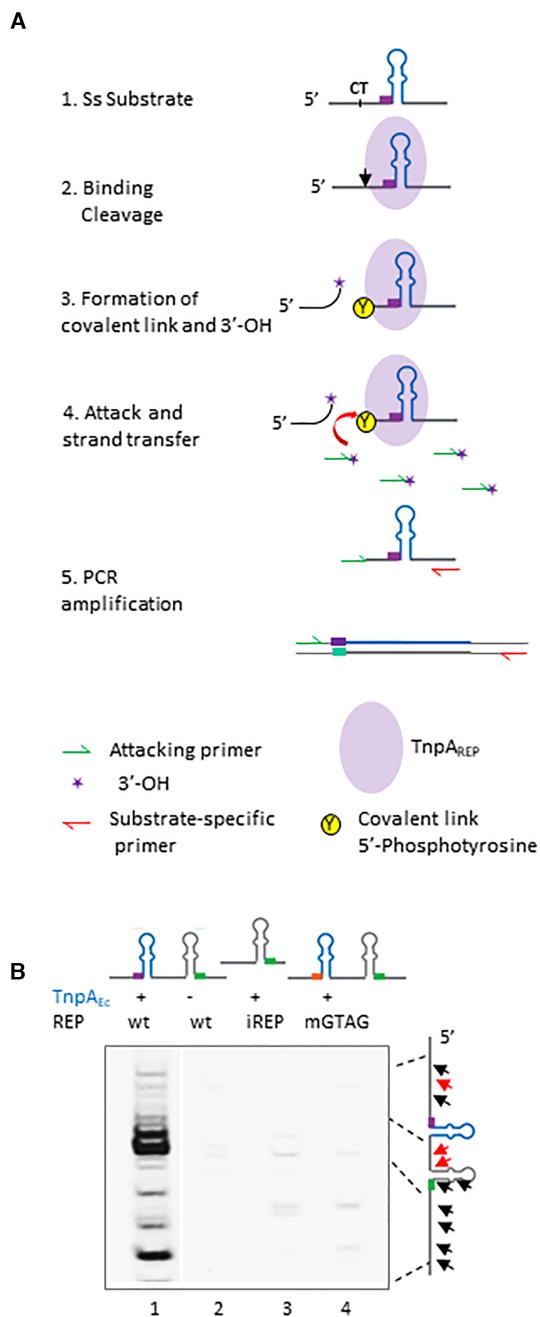 A
1. Ss Substrate
5' CT
2. Binding
Cleavage
5'
3. Formation of
covalent link and 3'-OH
5' Y
4. Attack and
strand transfer
5' Y
5. PCR
amplification
Attacking primer
3'-OH
Substrate-specific
primer
TnpAREP
Y Covalent link
5'-Phosphotyrosine
B
TnpAEc + - + +
REP wt wt iREP mGTAG
5'
1 2 3 4